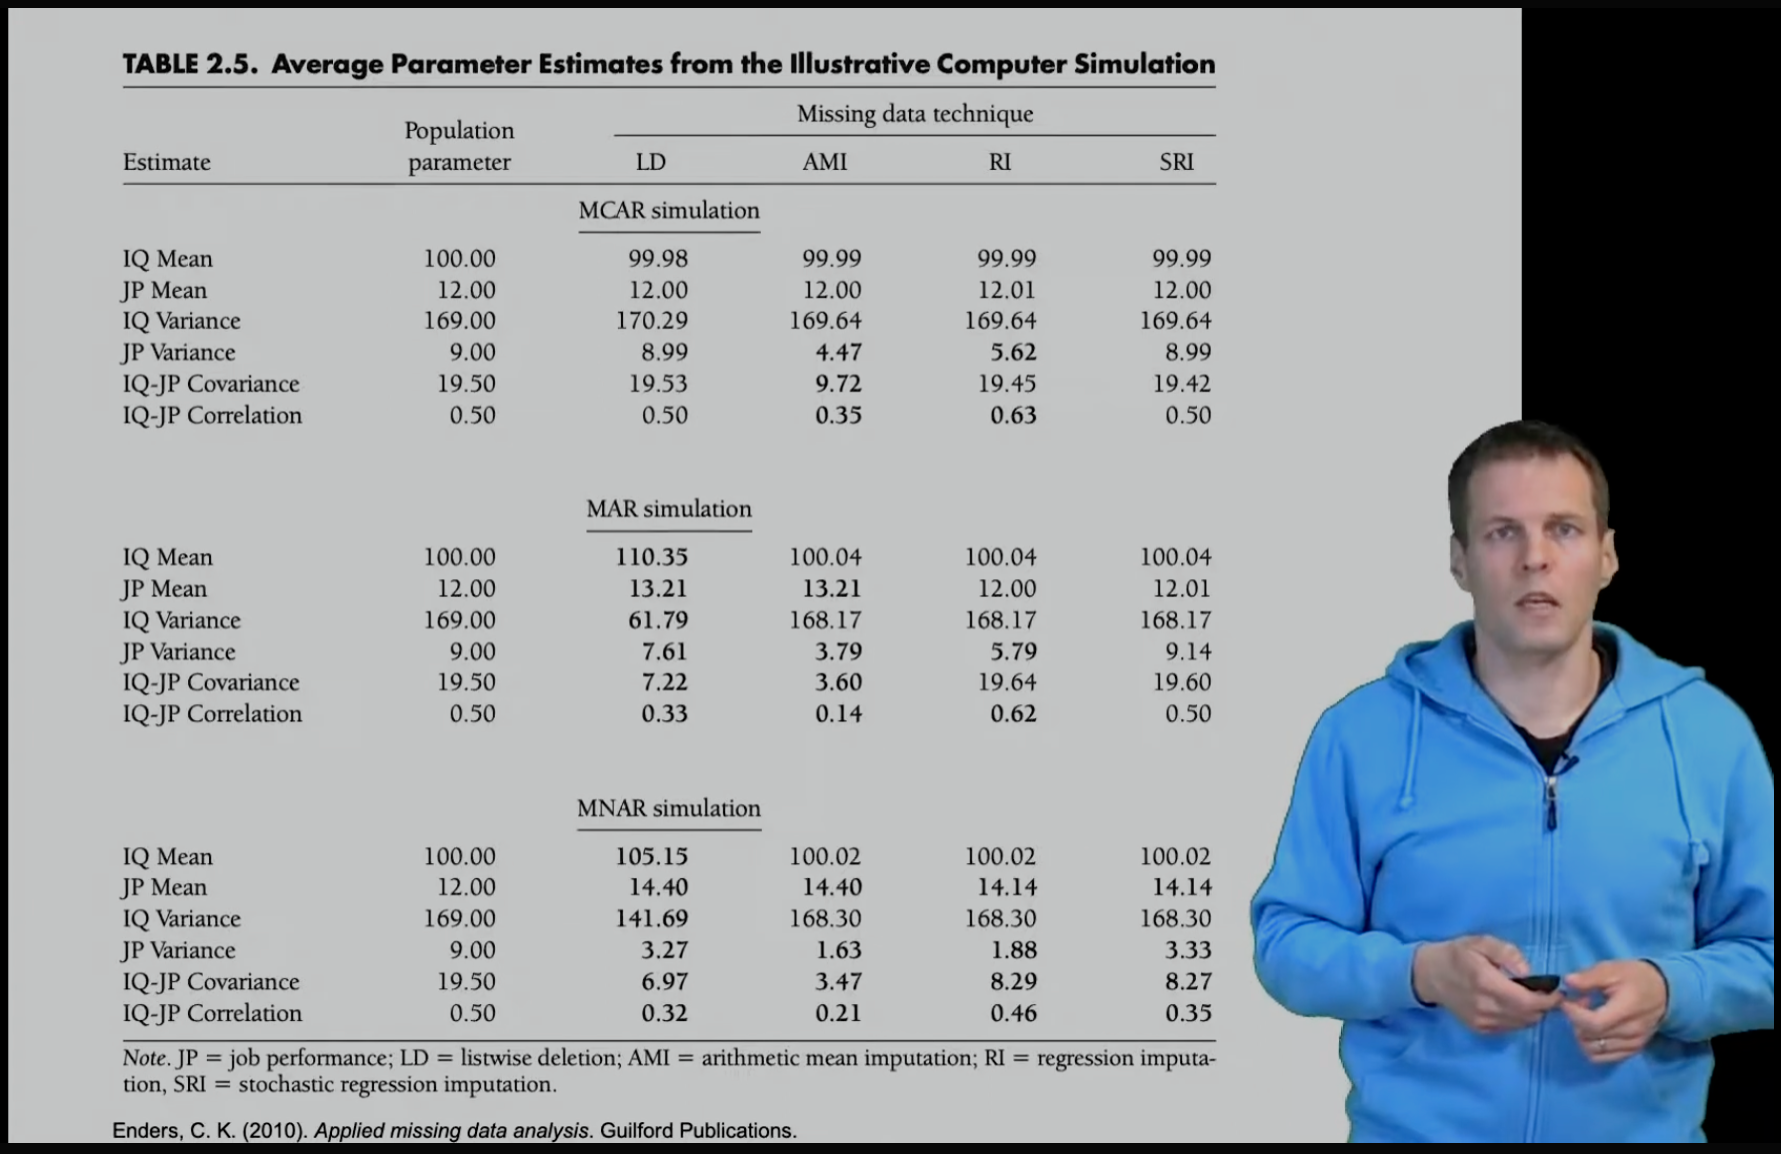 TABLE 2.5. Average Parameter Estimates from the Illustrative Computer Simulation
Missing data technique
Population
Estimate parameter LD AMI RI SRI
MCAR simulation
IQ Mean 100.00 99.98 99.99 99.99 99.99
JP Mean 12.00 12.00 12.00 12.01 12.00
IQ Variance 169.00 170.29 169.64 169.64 169.64
JP Variance 9.00 8.99 4.47 5.62 8.99
IQ-JP Covariance 19.50 19.53 9.72 19.45 19.42
IQ-JP Correlation 0.50 0.50 0.35 0.63 0.50
MAR simulation
IQ Mean 100.00 110.35 100.04 100.04 100.04
JP Mean 12.00 13.21 13.21 12.00 12.01
IQ Variance 169.00 61.79 168.17 168.17 168.17
JP Variance 9.00 7.61 3.79 5.79 9.14
IQ-JP Covariance 19.50 7.22 3.60 19.64 19.60
IQ-JP Correlation 0.50 0.33 0.14 0.62 0.50
MNAR simulation
IQ Mean 100.00 105.15 100.02 100.02 100.02
JP Mean 12.00 14.40 14.40 14.14 14.14
IQ Variance 169.00 141.69 168.30 168.30 168.30
JP Variance 9.00 3.27 1.63 1.88 3.33
IQ-JP Covariance 19.50 6.97 3.47 8.29 8.27
IQ-JP Correlation 0.50 0.32 0.21 0.46 0.35
Note. JP = job performance; LD = listwise deletion; AMI = arithmetic mean imputation; RI = regression imputa-
tion, SRI = stochastic regression imputation.
Enders, C. K. (2010). Applied missing data analysis. Guilford Publications.